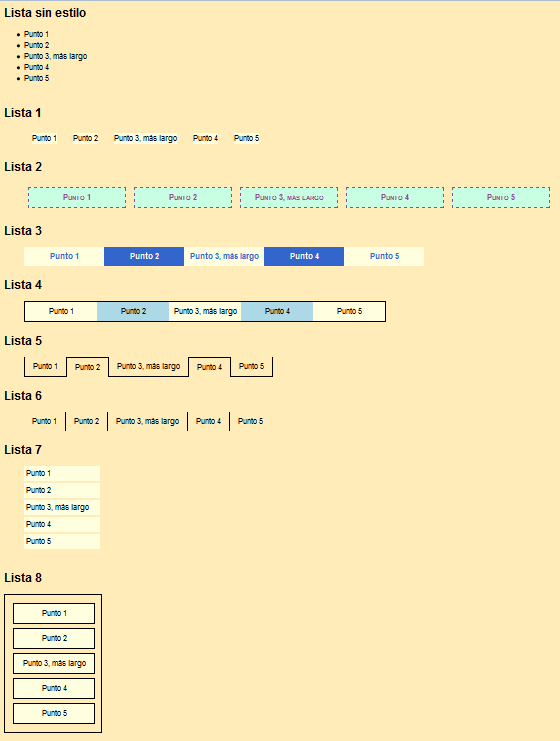 Lista sin estilo
Punto 1
Punto 2
Punto 3, más largo
Punto 4
Punto 5
Lista 1
Punto 1 Punto 2 Punto 3, más largo Punto 4 Punto 5
Lista 2
Punto 1 Punto 2 Punto 3, más largo Punto 4 Punto 5
Lista 3
Punto 1 Punto 2 Punto 3, más largo Punto 4 Punto 5
Lista 4
Punto 1 Punto 2 Punto 3, más largo Punto 4 Punto 5
Lista 5
Punto 1 Punto 2 Punto 3, más largo Punto 4 Punto 5
Lista 6
Punto 1 Punto 2 Punto 3, más largo Punto 4 Punto 5
Lista 7
Punto 1
Punto 2
Punto 3, más largo
Punto 4
Punto 5
Lista 8
Punto 1
Punto 2
Punto 3, más largo
Punto 4
Punto 5